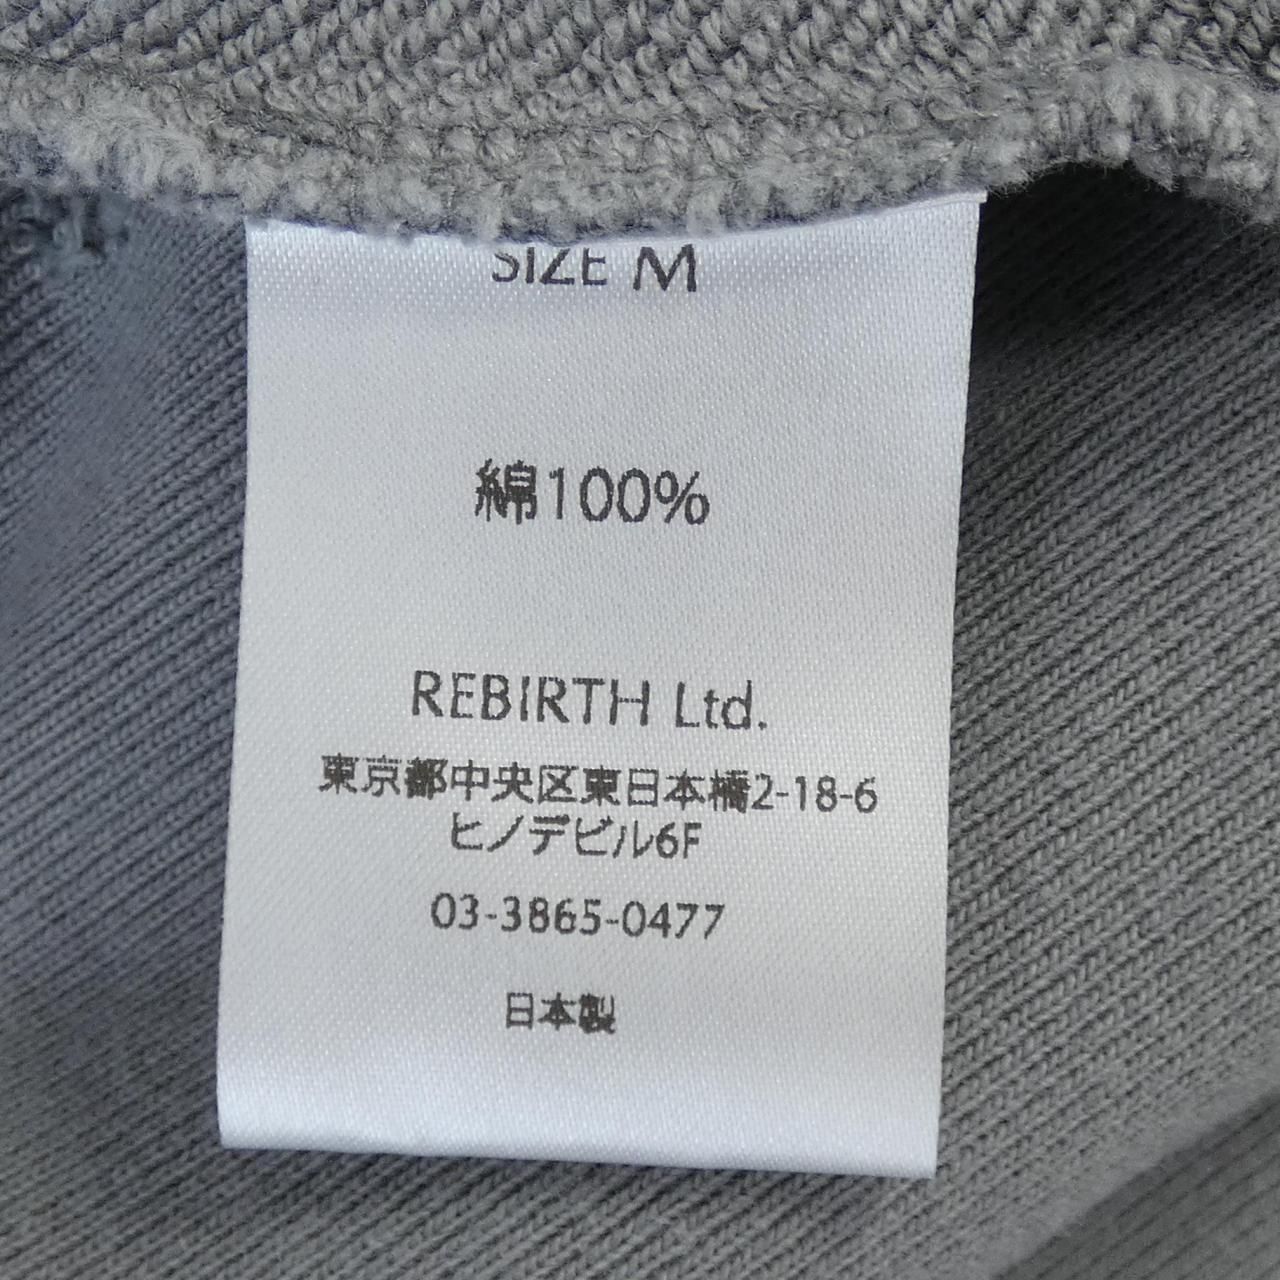 SIZE M
綿100%
REBIRTH Ltd.
東京都中央区東日本橋2-18-6
ヒノデビル6F
03-3865-0477
日本製